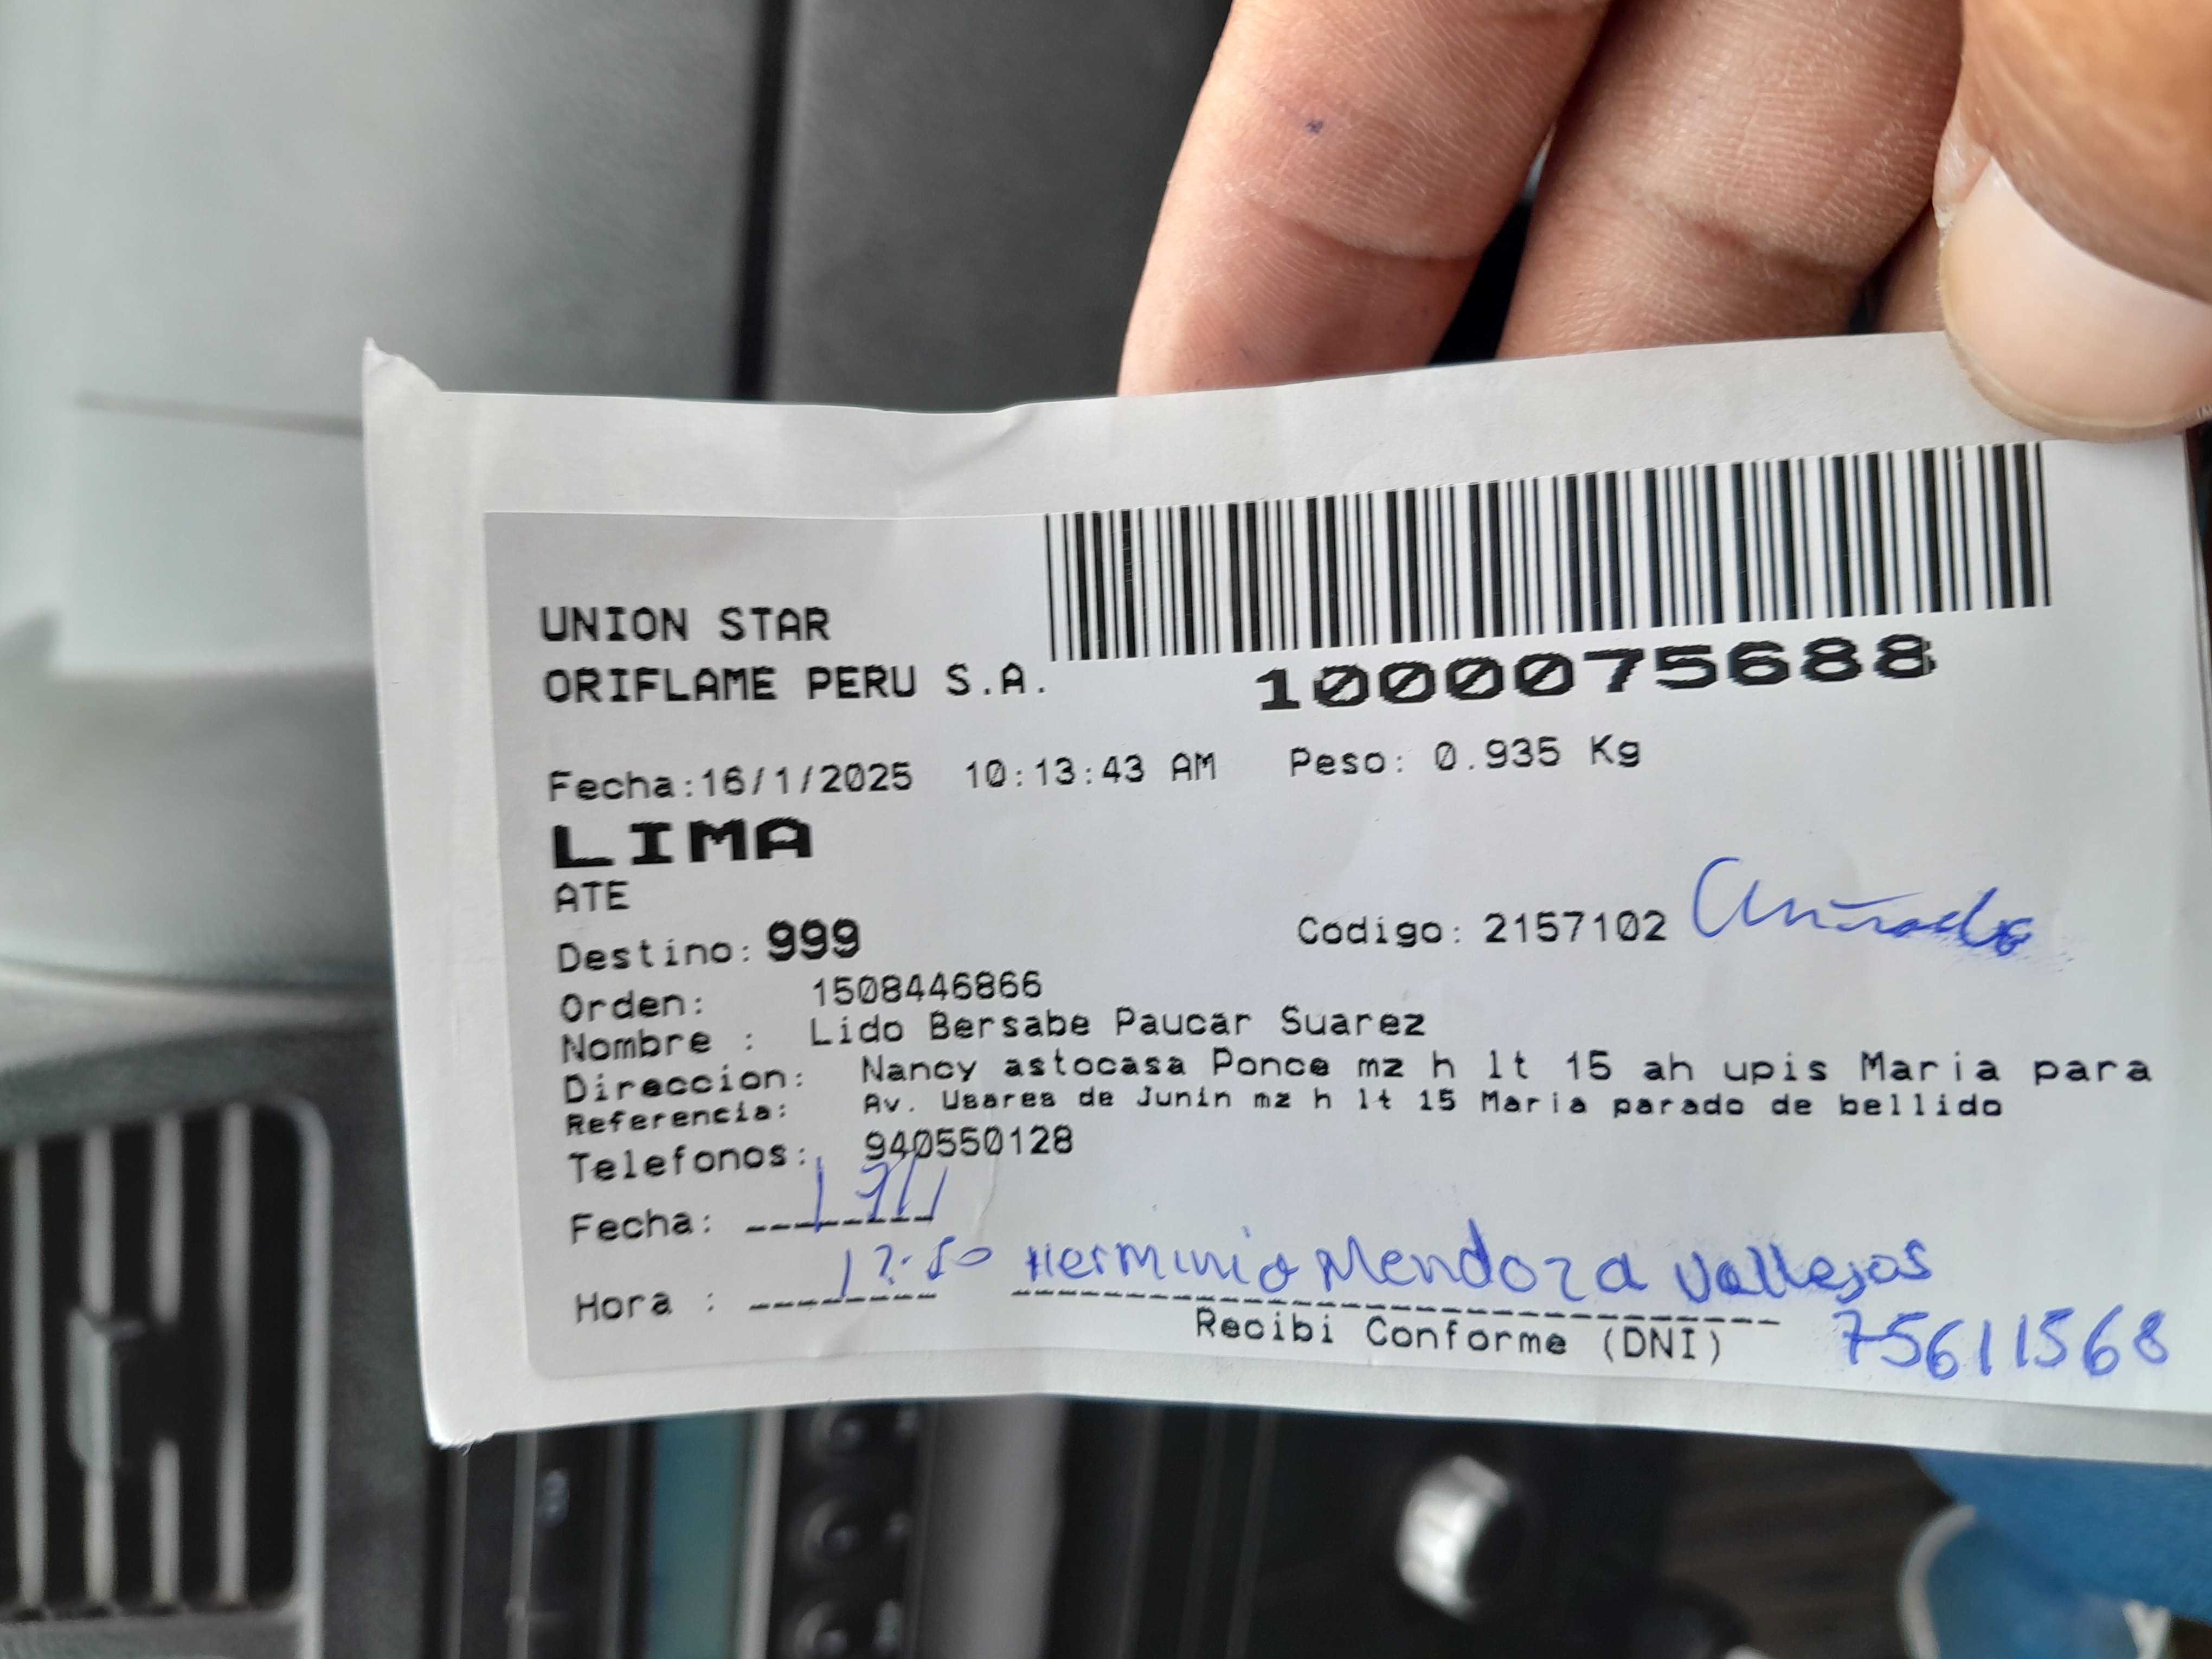 UNION STAR
ORIFLAME PERU S.A.
1000075688
Fecha:16/1/2025 10:13:43 AM Peso: 0.935 Kg
LIMA
ATE
Destino: 999 Codigo: 2157102
Orden: 1508446866
Nombre : Lido Bersabe Paucar Suarez
Direccion: Nancy astocasa Ponce mz h lt 15 ah upis Maria para
Referencia: Av. Usares de Junin mz h lt 15 Maria parado de bellido
Telefonos: 940550128
Fecha:
Hora : Herminio Mendoza Vallejos
Recibi Conforme (DNI) 75611568